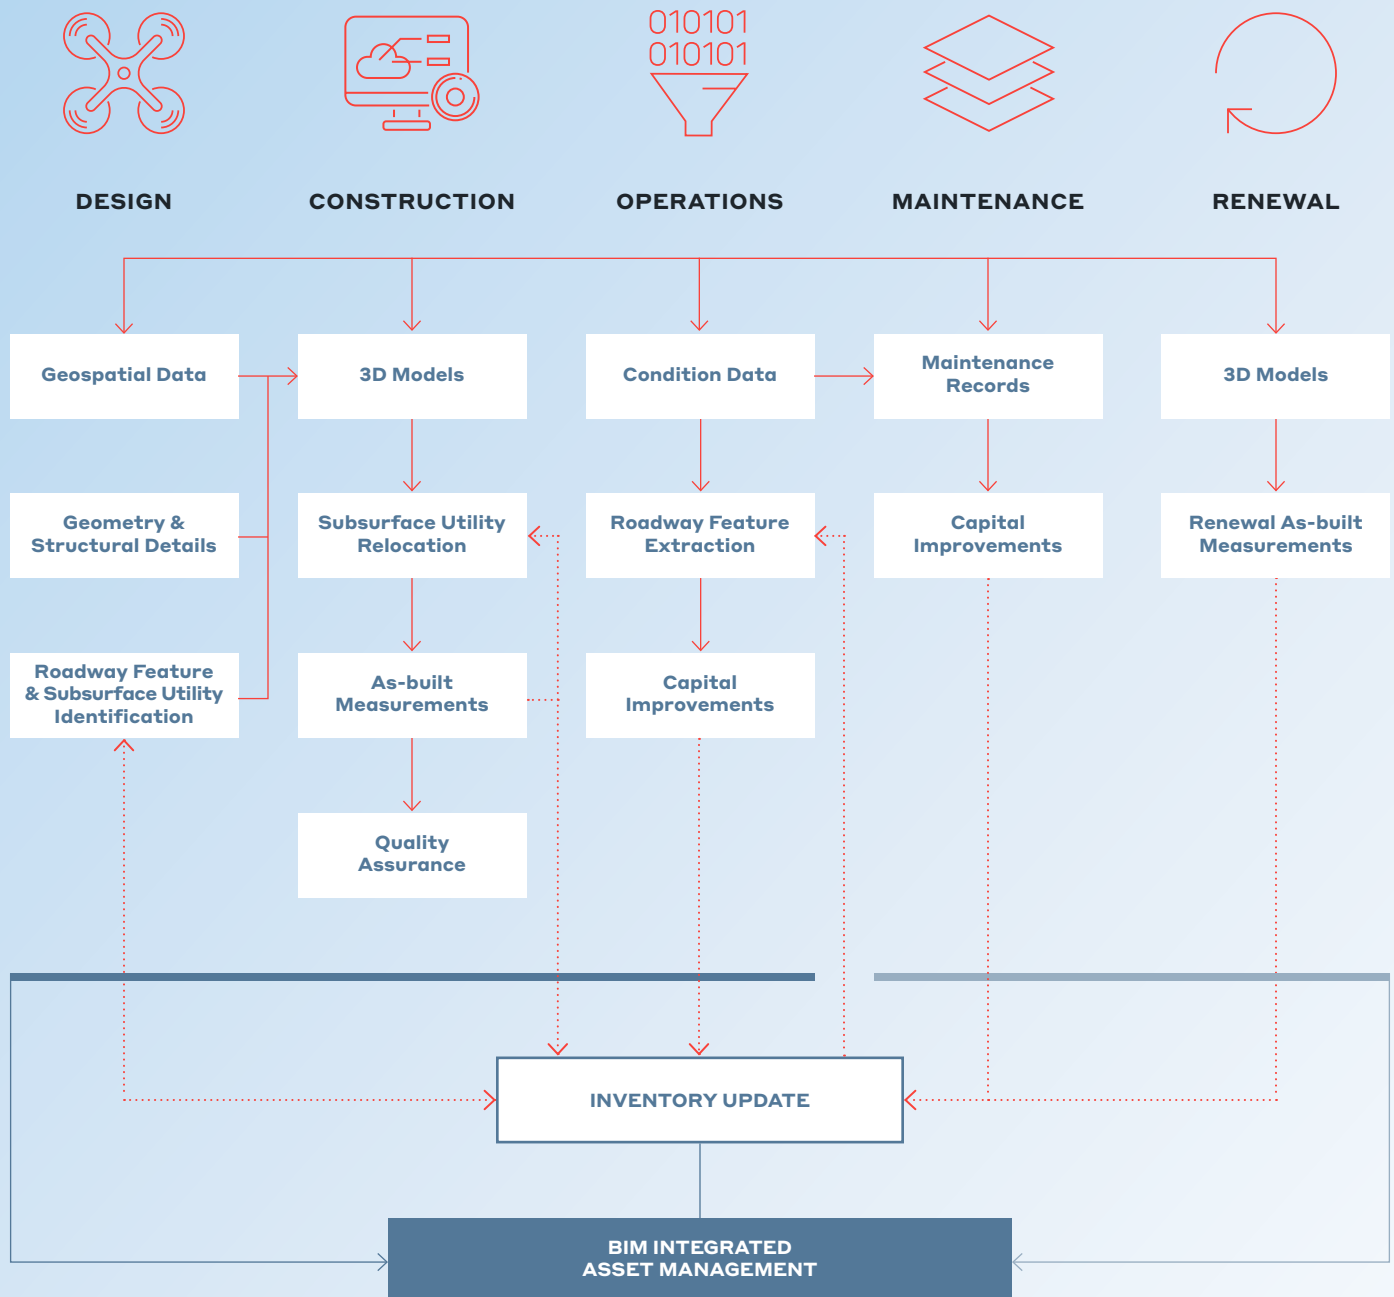 010101
010101
DESIGN
CONSTRUCTION
OPERATIONS
MAINTENANCE
RENEWAL
Geospatial Data
3D Models
Condition Data
Maintenance
Records
3D Models
Geometry &
Structural Details
Subsurface Utility
Relocation
Roadway Feature
Extraction
Capital
Improvements
Renewal As-built
Measurements
Roadway Feature
& Subsurface Utility
Identification
As-built
Measurements
Capital
Improvements
Quality
Assurance
INVENTORY UPDATE
BIM INTEGRATED
ASSET MANAGEMENT